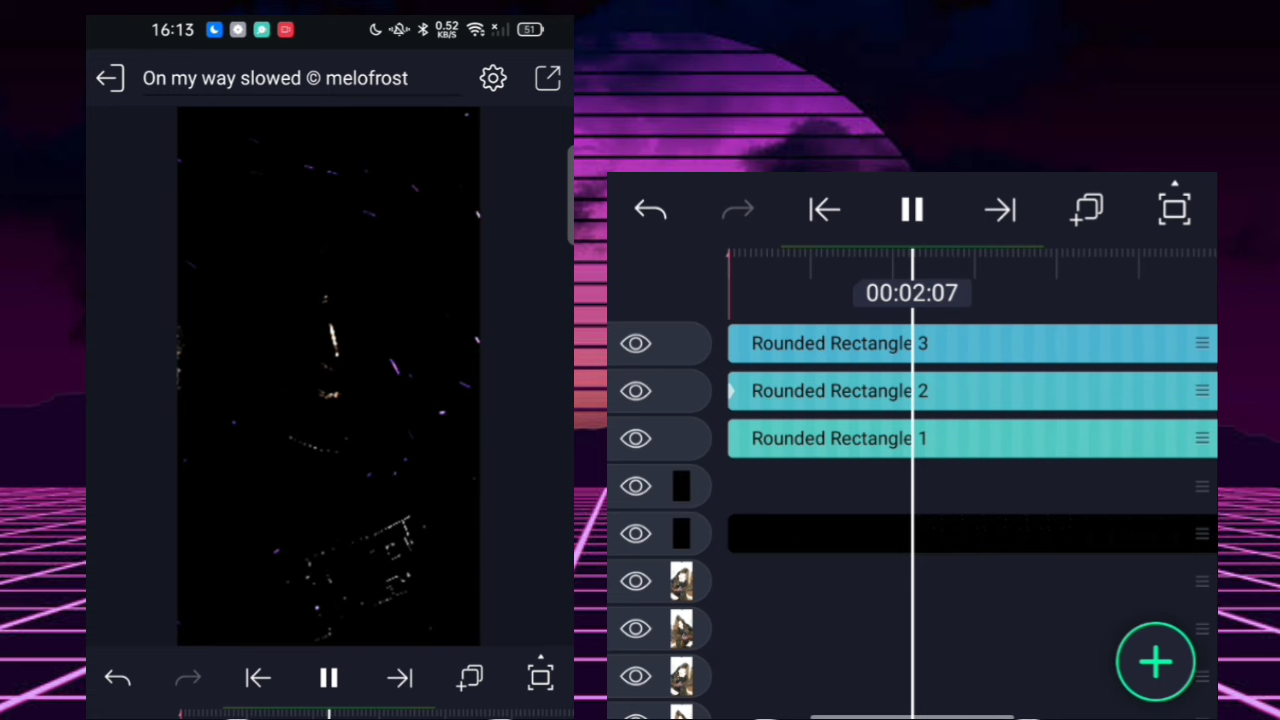 16:13
0.52
KB/S
51
On my way slowed © melofrost
00:02:07
Rounded Rectangle 3
Rounded Rectangle 2
Rounded Rectangle 1